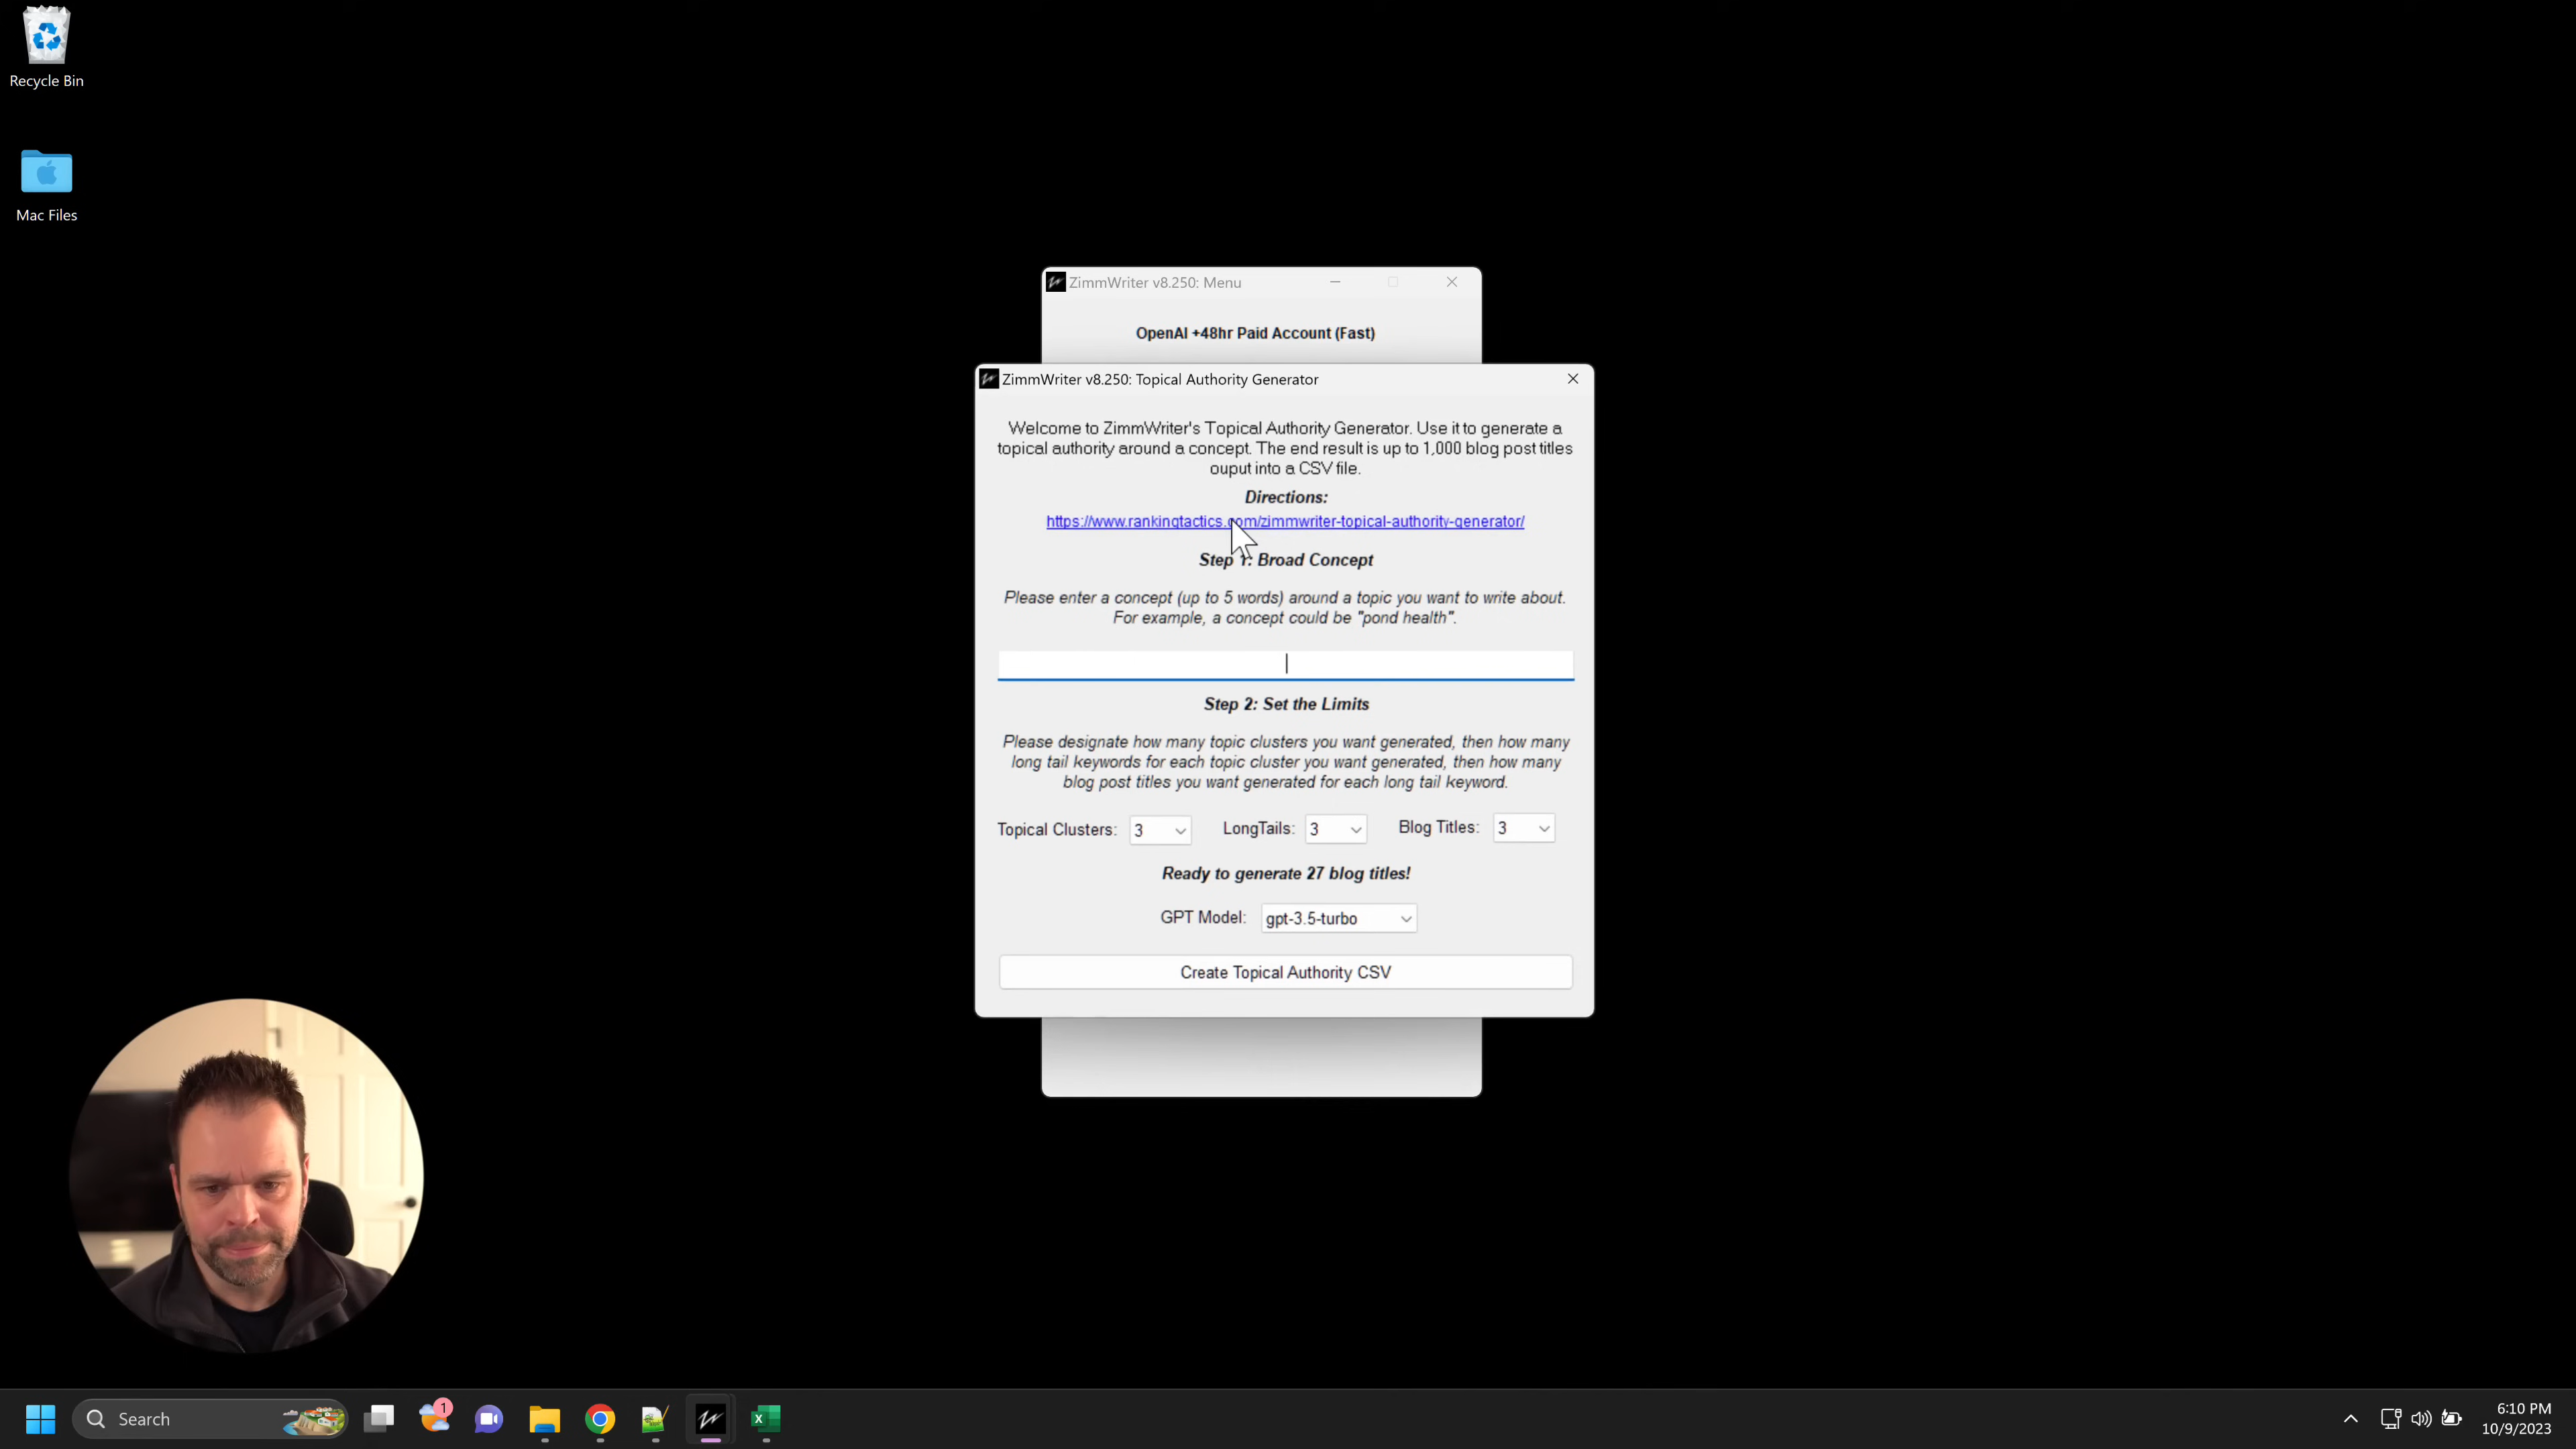 Recycle Bin
Mac Files
ZimmWriter v8.250: Menu
OpenAI +48hr Paid Account (Fast)
ZimmWriter v8.250: Topical Authority Generator
Welcome to ZimmWriter's Topical Authority Generator. Use it to generate a
topical authority around a concept. The end result is up to 1,000 blog post titles
ouput into a CSV file.
Directions:
https://www.rankingtactics.com/zimmwriter-topical-authority-generator/
Step 1: Broad Concept
Please enter a concept (up to 5 words) around a topic you want to write about.
For example, a concept could be "pond health".
Step 2: Set the Limits
Please designate how many topic clusters you want generated, then how many
long tail keywords for each topic cluster you want generated, then how many
blog post titles you want generated for each long tail keyword.
Topical Clusters: 3 LongTails: 3 Blog Titles: 3
Ready to generate 27 blog titles!
GPT Model: gpt-3.5-turbo
Create Topical Authority CSV
Search
1
6:10 PM
10/9/2023